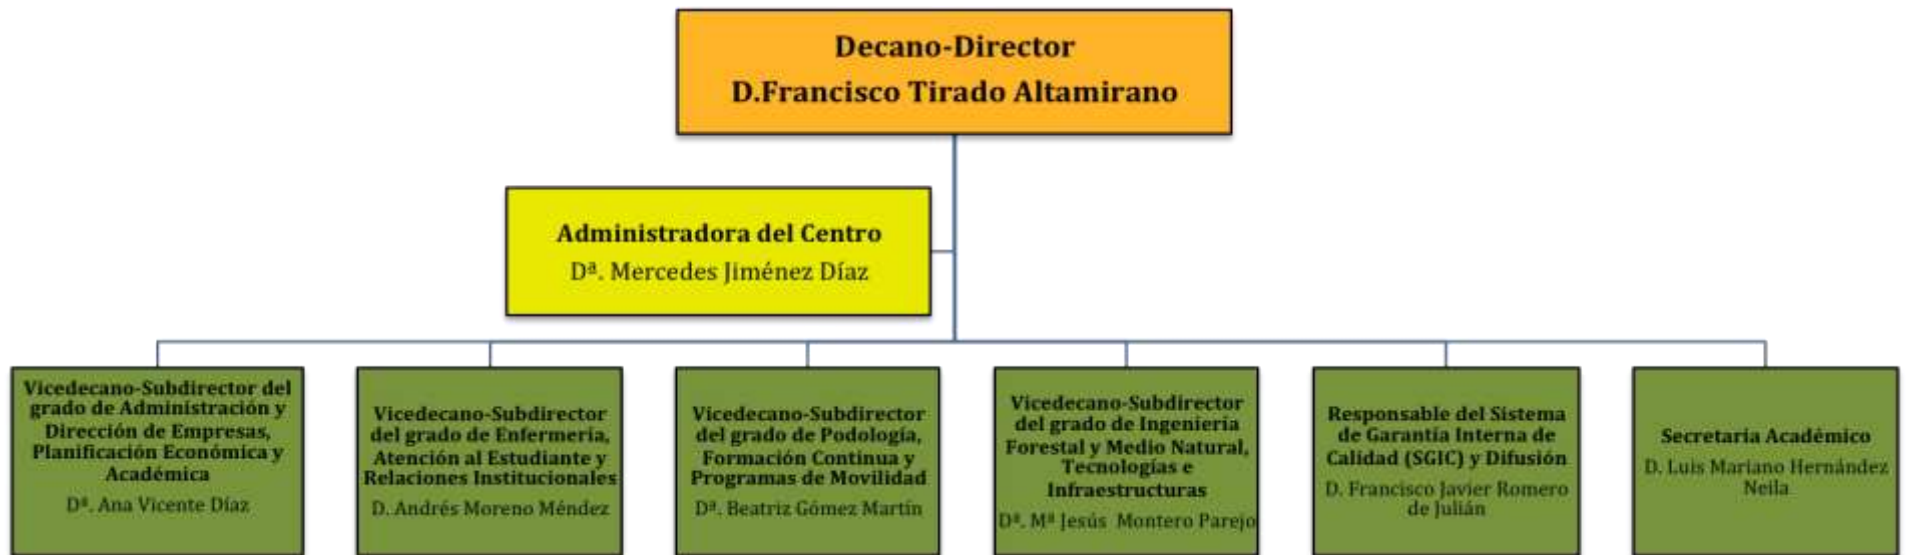 Decano-Director
D.Francisco Tirado Altamirano
Administradora del Centro
Dª. Mercedes Jiménez Díaz
Vicedecano-Subdirector del
grado de Administración y
Dirección de Empresas,
Planificación Económica y
Académica
Dª. Ana Vicente Díaz
Vicedecano-Subdirector
del grado de Enfermería,
Atención al Estudiante y
Relaciones Institucionales
D. Andrés Moreno Méndez
Vicedecano-Subdirector
del grado de Podología,
Formación Continua y
Programas de Movilidad
Dª. Beatriz Gómez Martín
Vicedecano-Subdirector
del grado de Ingeniería
Forestal y Medio Natural,
Tecnologías e
Infraestructuras
Dª. Mª Jesús Montero Parejo
Responsable del Sistema
de Garantía Interna de
Calidad (SGIC) y Difusión
D. Francisco Javier Romero
de Julián
Secretaria Académico
D. Luis Mariano Hernández
Neila